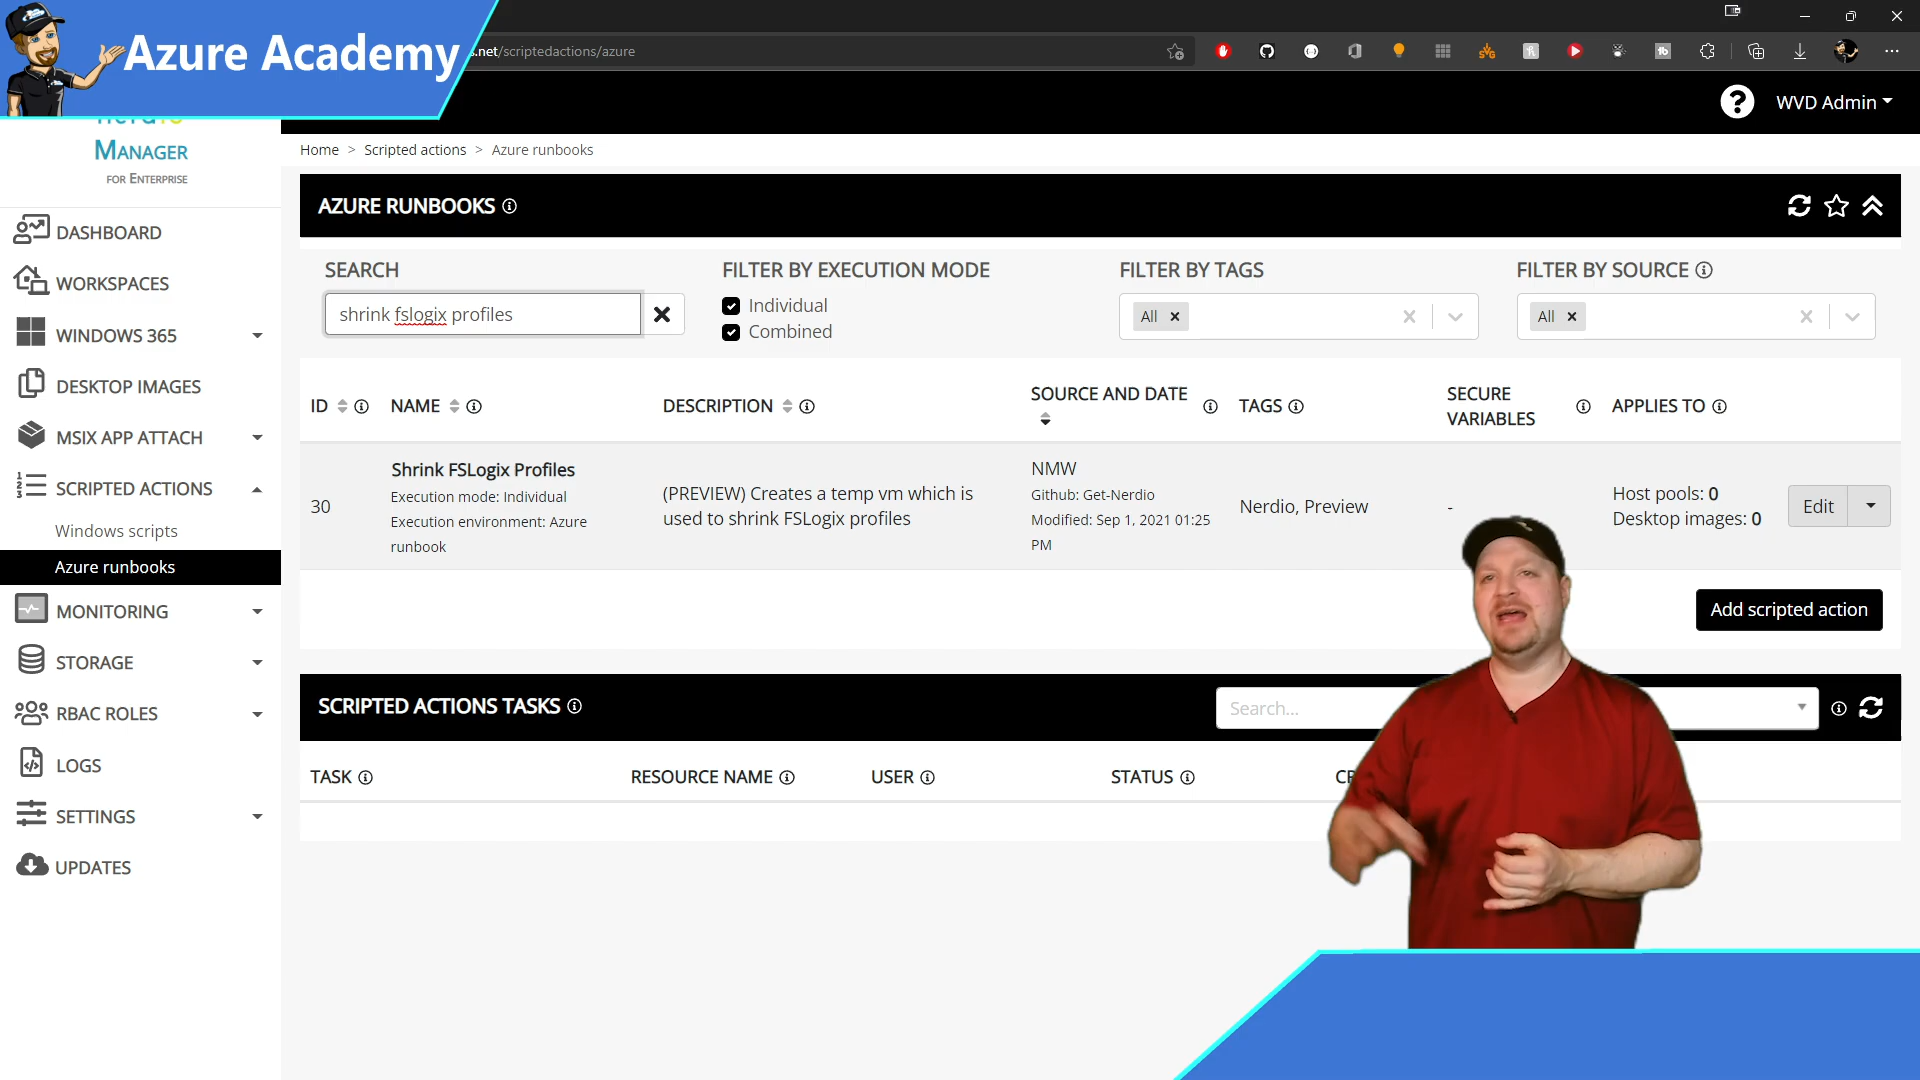 Azure Academy
.net/scriptedactions/azure
WVD Admin
MANAGER
FOR ENTERPRISE
Home > Scripted actions > Azure runbooks
AZURE RUNBOOKS
DASHBOARD
WORKSPACES
WINDOWS 365
DESKTOP IMAGES
MSIX APP ATTACH
SCRIPTED ACTIONS
Windows scripts
Azure runbooks
MONITORING
STORAGE
RBAC ROLES
LOGS
SETTINGS
UPDATES
SEARCH
shrink fslogix profiles
FILTER BY EXECUTION MODE
Individual
Combined
FILTER BY TAGS
All
FILTER BY SOURCE
All
ID
NAME
DESCRIPTION
SOURCE AND DATE
TAGS
SECURE
VARIABLES
APPLIES TO
30
Shrink FSLogix Profiles
Execution mode: Individual
Execution environment: Azure
runbook
(PREVIEW) Creates a temp vm which is
used to shrink FSLogix profiles
NMW
Github: Get-Nerdio
Modified: Sep 1, 2021 01:25
PM
Nerdio, Preview
-
Host pools: 0
Desktop images: 0
Edit
Add scripted action
SCRIPTED ACTIONS TASKS
Search...
TASK
RESOURCE NAME
USER
STATUS